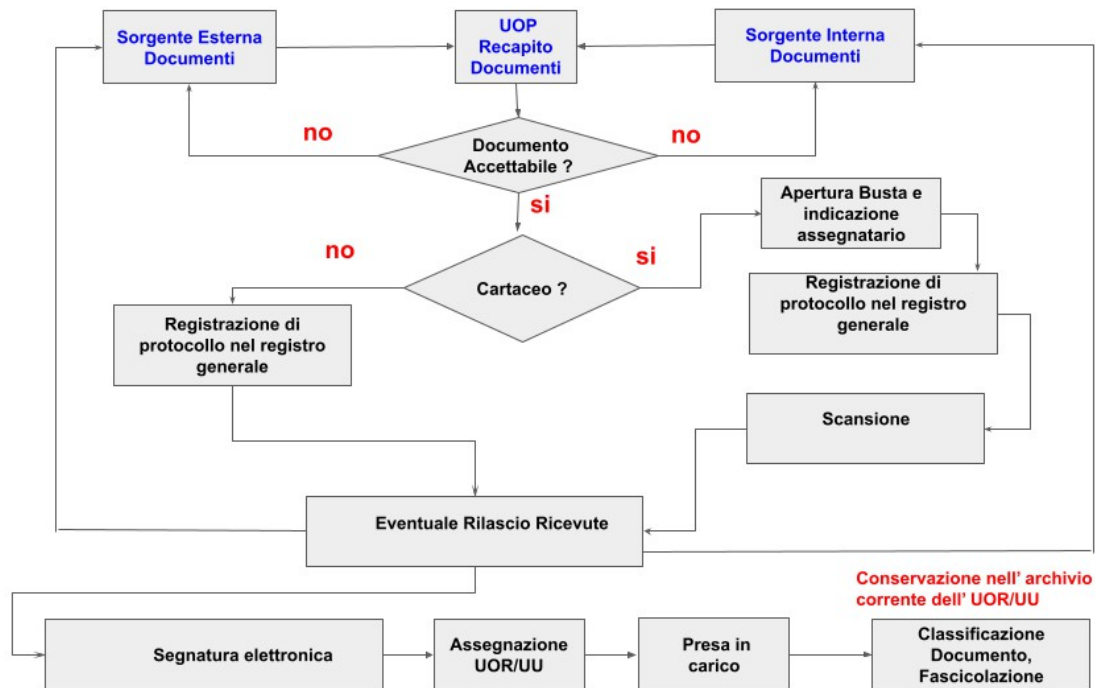 Sorgente Esterna
Documenti
UOP
Recapito
Documenti
Sorgente Interna
Documenti
no
Documento
Accettabile ?
no
si
Apertura Busta e
indicazione
assegnatario
no
Cartaceo ?
si
Registrazione di
protocollo nel registro
generale
Registrazione di
protocollo nel registro
generale
Scansione
Eventuale Rilascio Ricevute
Conservazione nell' archivio
corrente dell' UOR/UU
Segnatura elettronica
Assegnazione
UOR/UU
Presa in
carico
Classificazione
Documento,
Fascicolazione